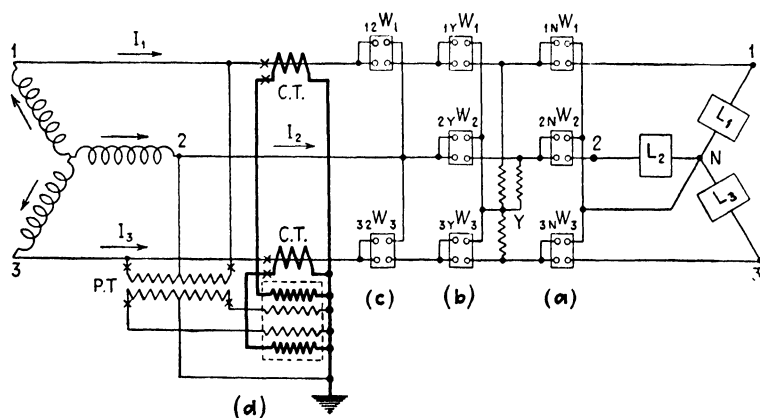 1 I₁ C.T. ₁₂W₁ ₁YW₁ ₁NW₁ 1
2 I₂ ₂YW₂ ₂NW₂ 2 L₂ N L₁
3 I₃ C.T. ₃₂W₃ ₃YW₃ Y ₃NW₃ L₃ 3
P.T
(c) (b) (a)
(d)